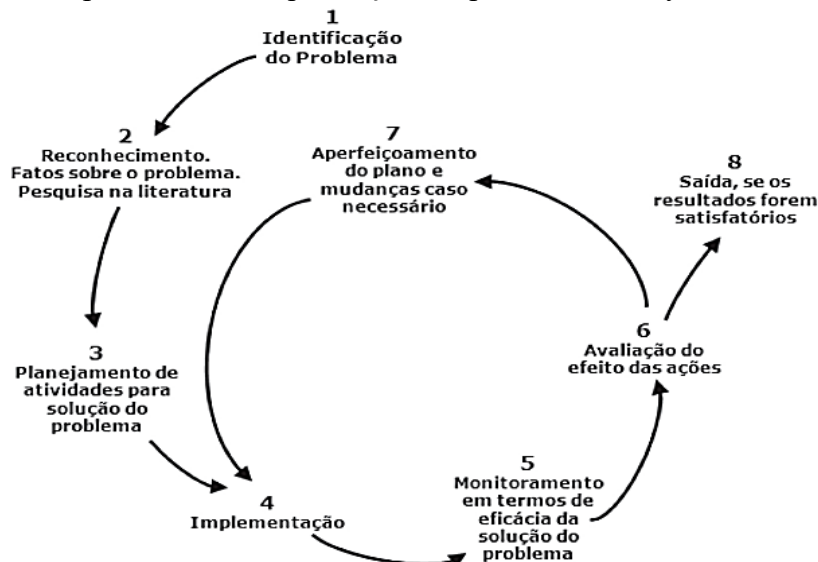 1
Identificação
do Problema
2
Reconhecimento.
Fatos sobre o problema.
Pesquisa na literatura
3
Planejamento de
atividades para
solução do
problema
4
Implementação
5
Monitoramento
em termos de
eficácia da
solução do
problema
6
Avaliação do
efeito das ações
7
Aperfeiçoamento
do plano e
mudanças caso
necessário
8
Saída, se os
resultados forem
satisfatórios